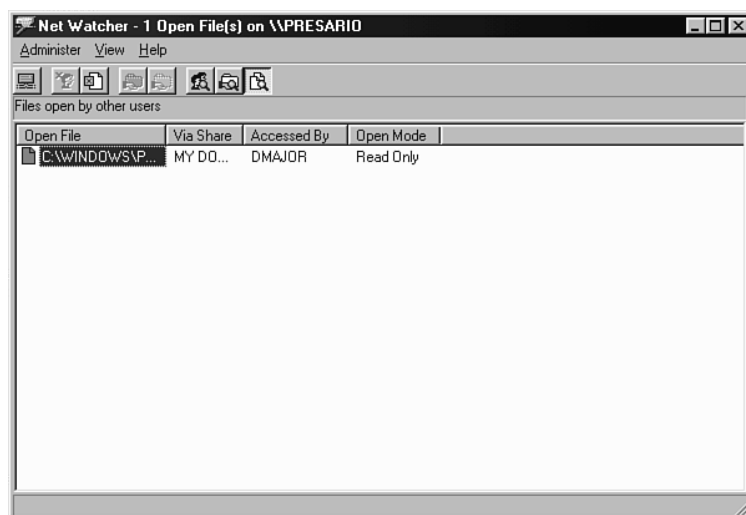 Net Watcher - 1 Open File(s) on \\PRESARIO
Administer View Help
Files open by other users
Open File Via Share Accessed By Open Mode
C:\WINDOWS\P... MY DO... DMAJOR Read Only